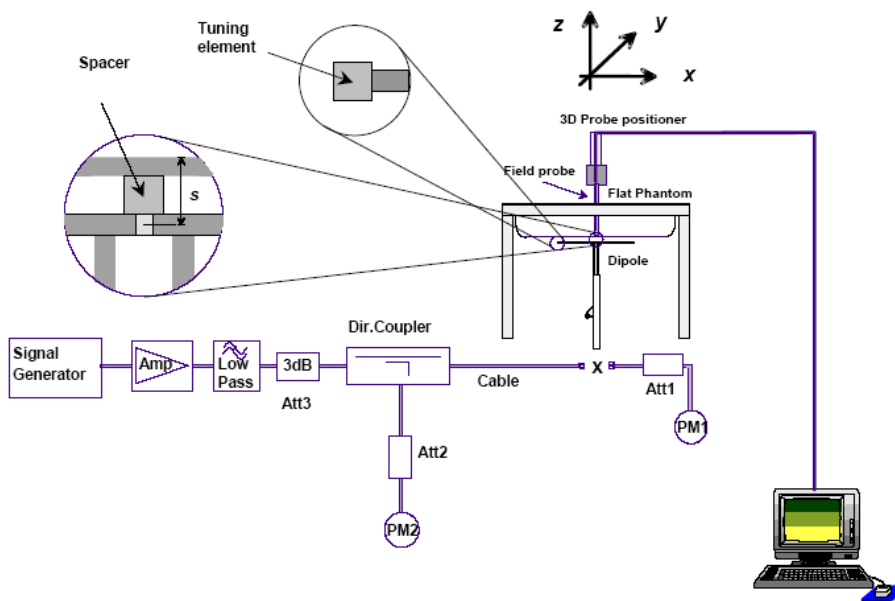 Tuning
element
Spacer
s
z
y
x
3D Probe positioner
Field probe
Flat Phantom
Dipole
Dir.Coupler
Signal
Generator
Amp
Low
Pass
3dB
Att3
Cable
X
Att1
PM1
Att2
PM2